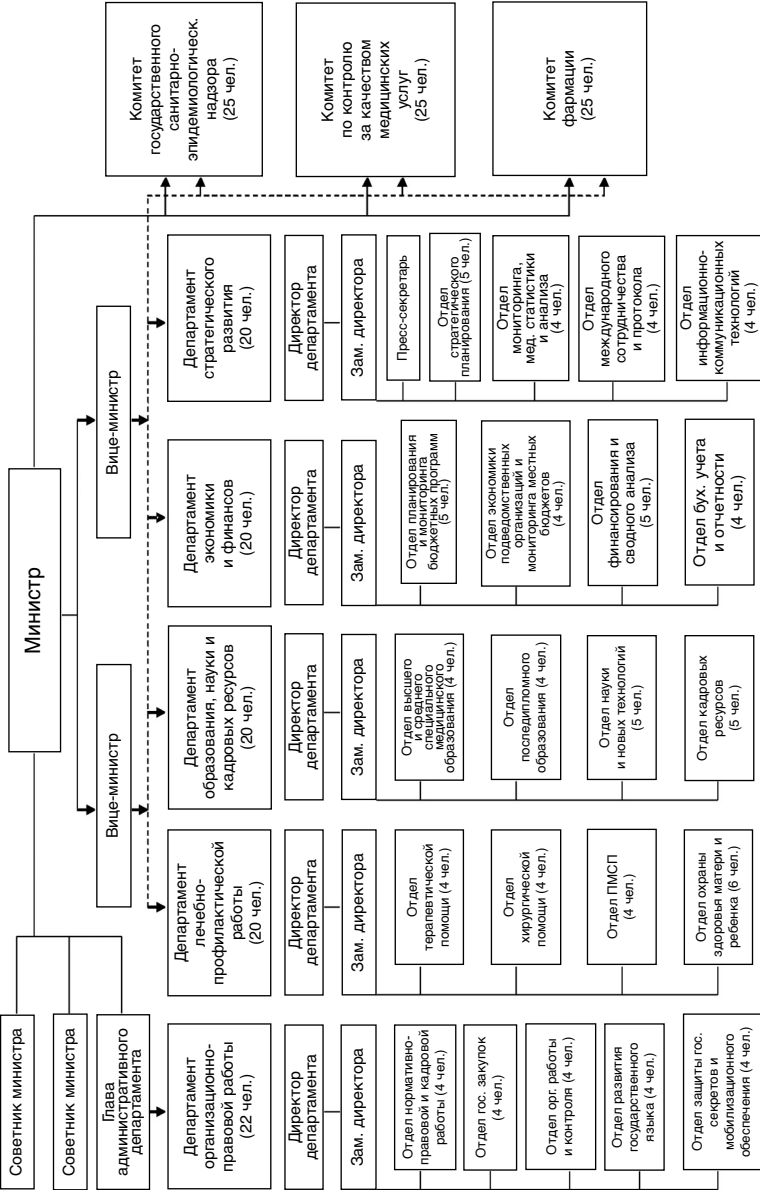 Министр
Советник министра
Советник министра
Глава
административного
департамента
Вице-министр
Вице-министр
Департамент
организационно-
правовой работы
(22 чел.)
Директор
департамента
Зам. директора
Отдел нормативно-
правовой и кадровой
работы (4 чел.)
Отдел гос. закупок
(4 чел.)
Отдел орг. работы
и контроля (4 чел.)
Отдел развития
государственного
языка (4 чел.)
Отдел защиты гос.
секретов и
мобилизационного
обеспечения (4 чел.)
Департамент
лечебно-
профилактической
работы
(20 чел.)
Директор
департамента
Зам. директора
Отдел
терапевтической
помощи (4 чел.)
Отдел
хирургической
помощи (4 чел.)
Отдел ПМСП
(4 чел.)
Отдел охраны
здоровья матери и
ребенка (6 чел.)
Департамент
образования, науки и
кадровых ресурсов
(20 чел.)
Директор
департамента
Зам. директора
Отдел высшего
и среднего
специального
медицинского
образования (4 чел.)
Отдел
последипломного
образования (4 чел.)
Отдел науки
и новых технологий
(5 чел.)
Отдел кадровых
ресурсов
(5 чел.)
Департамент
экономики
и финансов
(20 чел.)
Директор
департамента
Зам. директора
Отдел планирования
и мониторинга
бюджетных программ
(5 чел.)
Отдел экономики
подведомственных
организаций и
мониторинга местных
бюджетов
(4 чел.)
Отдел
финансирования и
сводного анализа
(5 чел.)
Отдел бух. учета
и отчетности
(4 чел.)
Департамент
стратегического
развития
(20 чел.)
Директор
департамента
Зам. директора
Пресс-секретарь
Отдел
стратегического
планирования (5 чел.)
Отдел
мониторинга,
мед. статистики
и анализа
(4 чел.)
Отдел
международного
сотрудничества
и протокола
(4 чел.)
Отдел
информационно-
коммуникационных
технологий
(4 чел.)
Комитет
государственного
санитарно-
эпидемиологическ.
надзора
(25 чел.)
Комитет
по контролю
за качеством
медицинских
услуг
(25 чел.)
Комитет
фармации
(25 чел.)